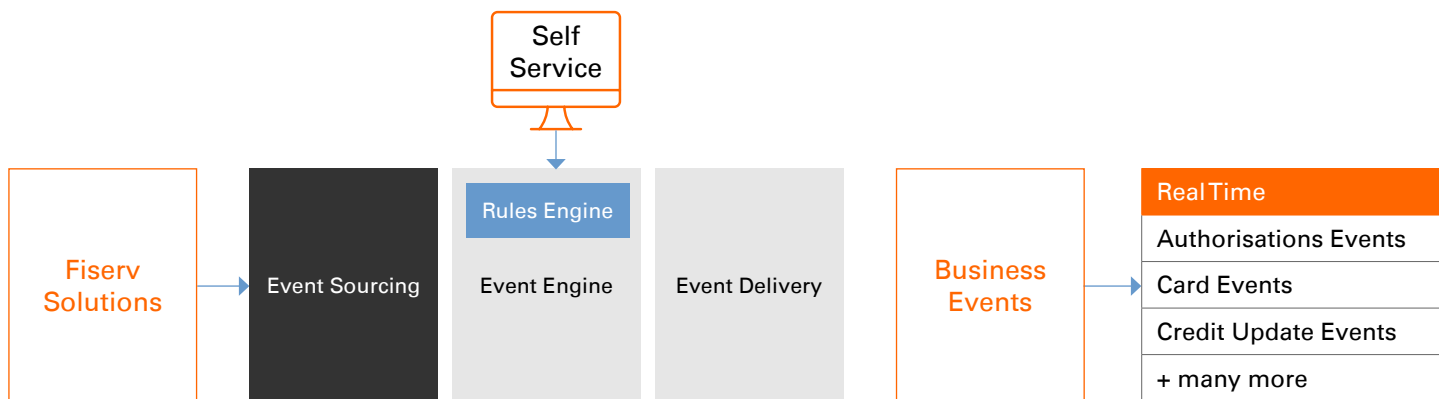 Self
Service
Rules Engine
Fiserv
Solutions
Event Sourcing
Event Engine
Event Delivery
Business
Events
Real Time
Authorisations Events
Card Events
Credit Update Events
+ many more